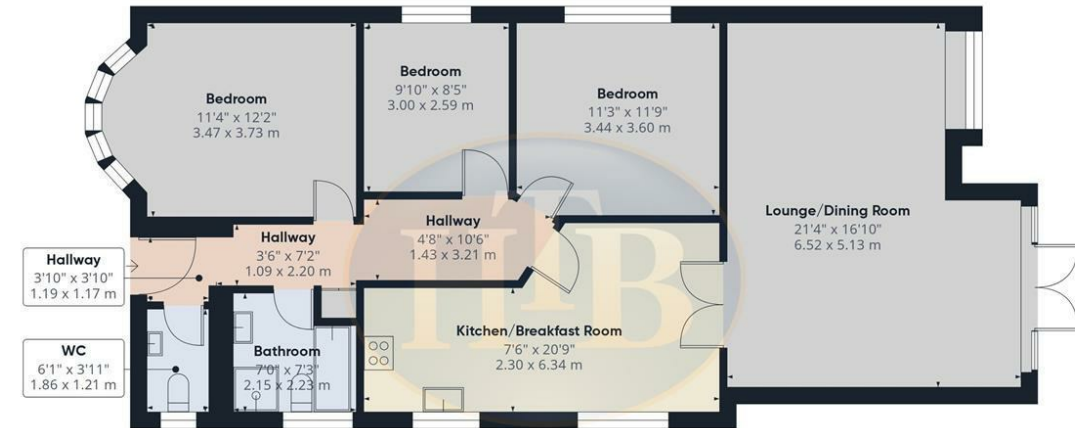 Bedroom
11'4" x 12'2"
3.47 x 3.73 m
Bedroom
9'10" x 8'5"
3.00 x 2.59 m
Bedroom
11'3" x 11'9"
3.44 x 3.60 m
Lounge/Dining Room
21'4" x 16'10"
6.52 x 5.13 m
Hallway
3'10" x 3'10"
1.19 x 1.17 m
Hallway
3'6" x 7'2"
1.09 x 2.20 m
Hallway
4'8" x 10'6"
1.43 x 3.21 m
WC
6'1" x 3'11"
1.86 x 1.21 m
Bathroom
7'0" x 7'3"
2.15 x 2.23 m
Kitchen/Breakfast Room
7'6" x 20'9"
2.30 x 6.34 m
HTB